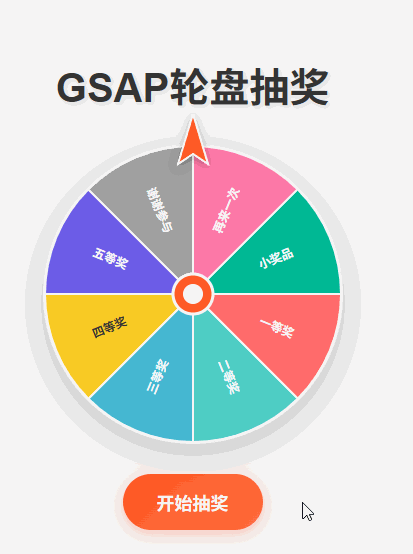 GSAP轮盘抽奖
谢谢参与
再来一次
五等奖
小奖品
四等奖
一等奖
三等奖
二等奖
开始抽奖